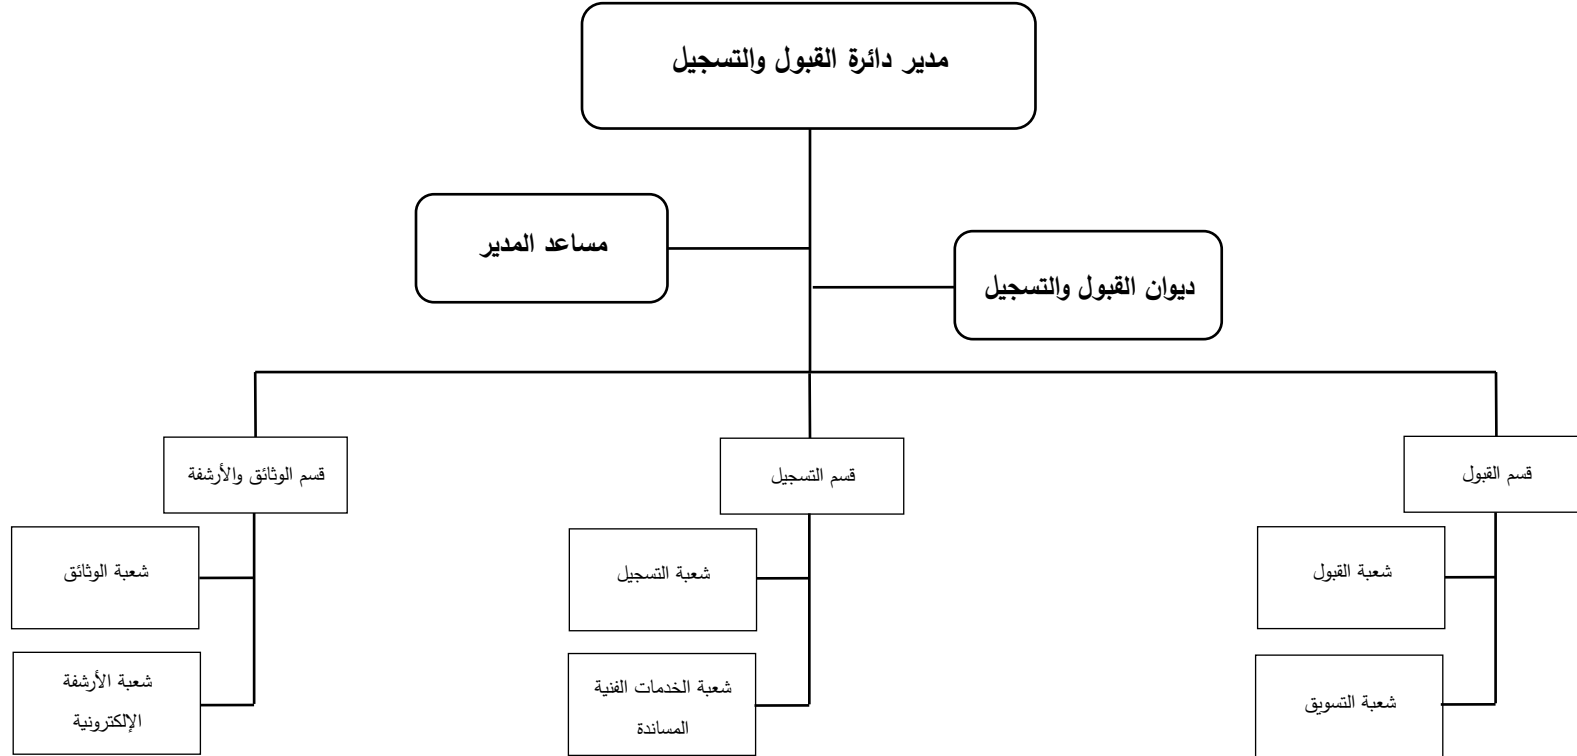 مدير دائرة القبول والتسجيل
مساعد المدير
ديوان القبول والتسجيل
قسم القبول
قسم التسجيل
قسم الوثائق والأرشفة
شعبة القبول
شعبة التسجيل
شعبة الوثائق
شعبة التسويق
شعبة الخدمات الفنية
المساندة
شعبة الأرشفة
الإلكترونية